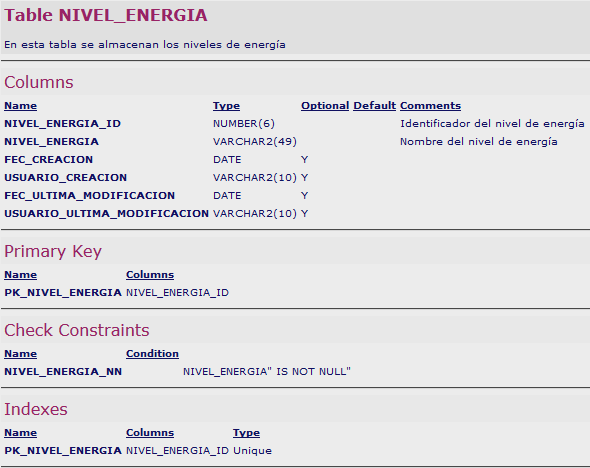 Table NIVEL_ENERGIA
En esta tabla se almacenan los niveles de energía
Columns
Name Type Optional Default Comments
NIVEL_ENERGIA_ID NUMBER(6) Identificador del nivel de energía
NIVEL_ENERGIA VARCHAR2(49) Nombre del nivel de energía
FEC_CREACION DATE Y
USUARIO_CREACION VARCHAR2(10) Y
FEC_ULTIMA_MODIFICACION DATE Y
USUARIO_ULTIMA_MODIFICACION VARCHAR2(10) Y
Primary Key
Name Columns
PK_NIVEL_ENERGIA NIVEL_ENERGIA_ID
Check Constraints
Name Condition
NIVEL_ENERGIA_NN NIVEL_ENERGIA" IS NOT NULL"
Indexes
Name Columns Type
PK_NIVEL_ENERGIA NIVEL_ENERGIA_ID Unique